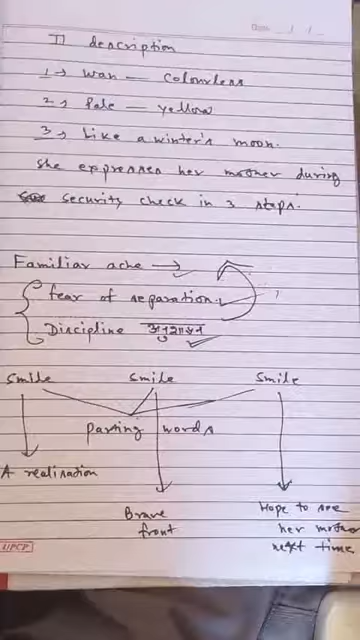 Date
II description
1 → Wan — Colourless
2 → Pale — yellow
3 → Like a winter's moon.
She expresses her mother during
security check in 3 steps.
Familiar ache →
fear of separation.
Discipline अनुशासन
Smile Smile Smile
parting words
A realisation
Brave
front
Hope to see
her mother
next time
UPCP